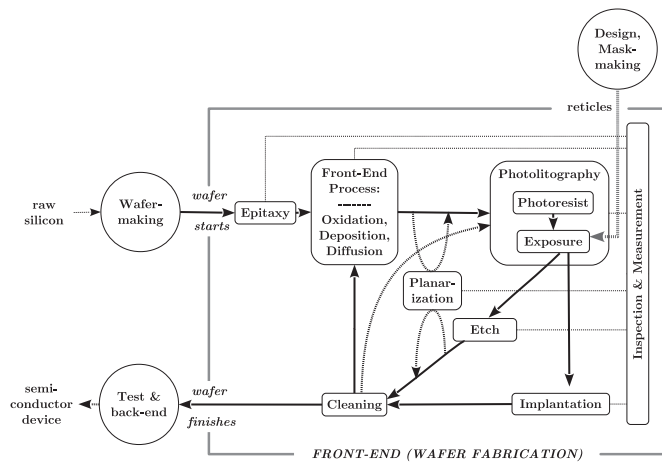 Design,
Mask-
making
reticles
raw
silicon
Wafer-
making
wafer
starts
Epitaxy
Front-End
Process:
-------
Oxidation,
Deposition,
Diffusion
Photolitography
Photoresist
Exposure
Planar-
ization
Etch
Inspection & Measurement
semi-
conductor
device
Test &
back-end
wafer
finishes
Cleaning
Implantation
FRONT-END (WAFER FABRICATION)